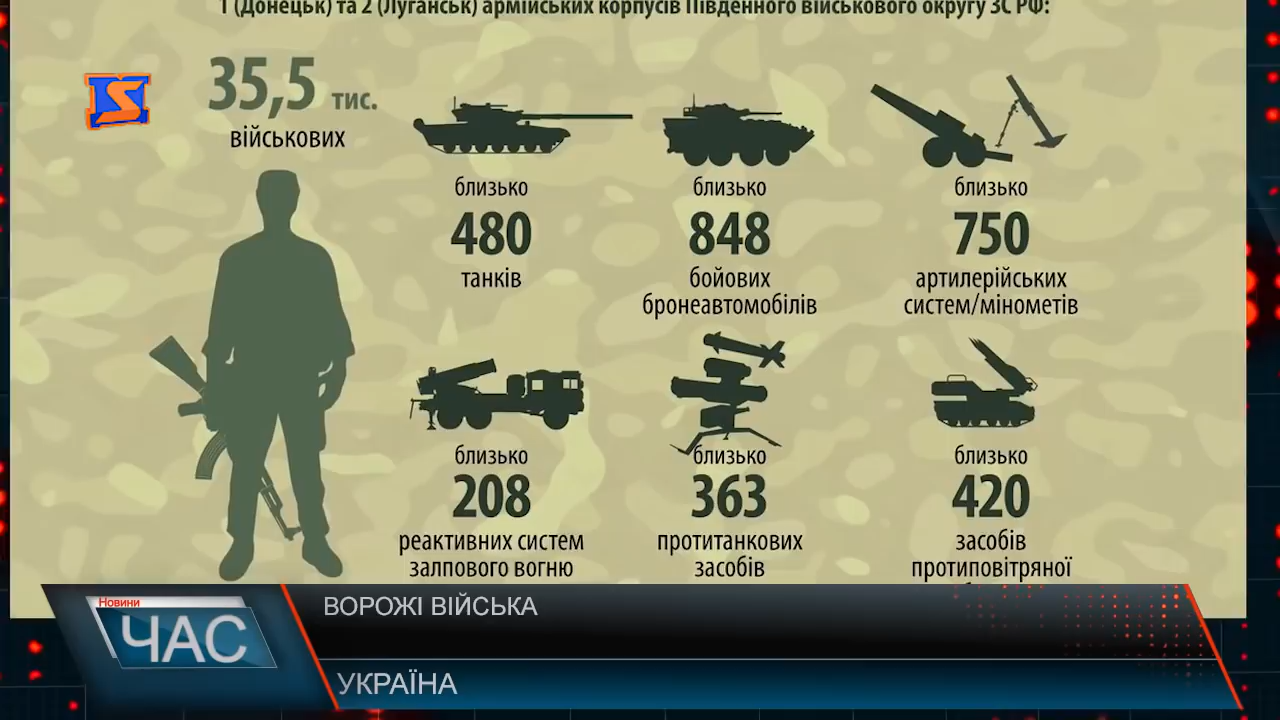 1 (Донецьк) та 2 (Луганськ) армійських корпусів Південного військового округу ЗС РФ:
35,5 тис.
військових
близько
480
танків
близько
848
бойових
бронеавтомобілів
близько
750
артилерійських
систем/мінометів
близько
208
реактивних систем
залпового вогню
близько
363
протитанкових
засобів
близько
420
засобів
протиповітряної
Новини
ЧАС
ВОРОЖІ ВІЙСЬКА
УКРАЇНА